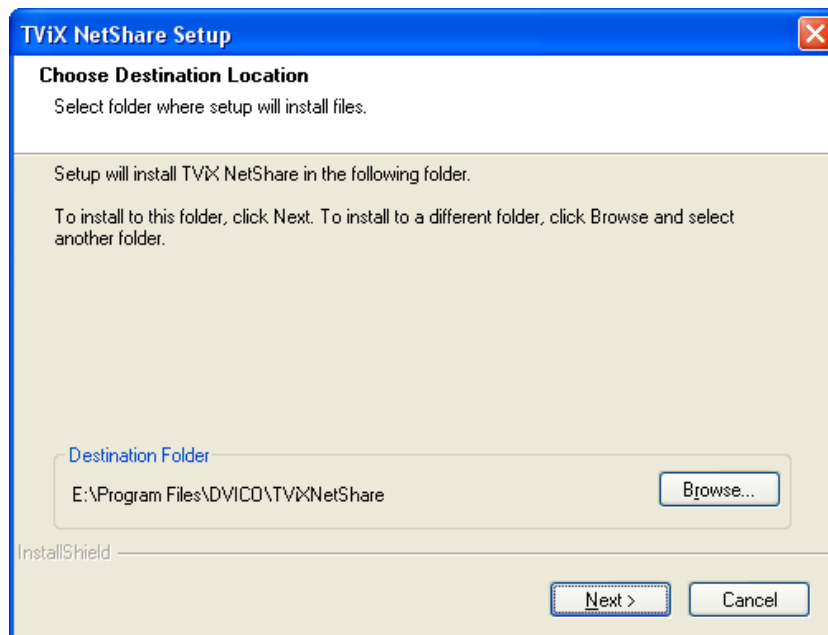 TViX NetShare Setup
Choose Destination Location
Select folder where setup will install files.
Setup will install TViX NetShare in the following folder.
To install to this folder, click Next. To install to a different folder, click Browse and select
another folder.
Destination Folder
E:\Program Files\DVICO\TViXNetShare
Browse...
InstallShield
Next >
Cancel